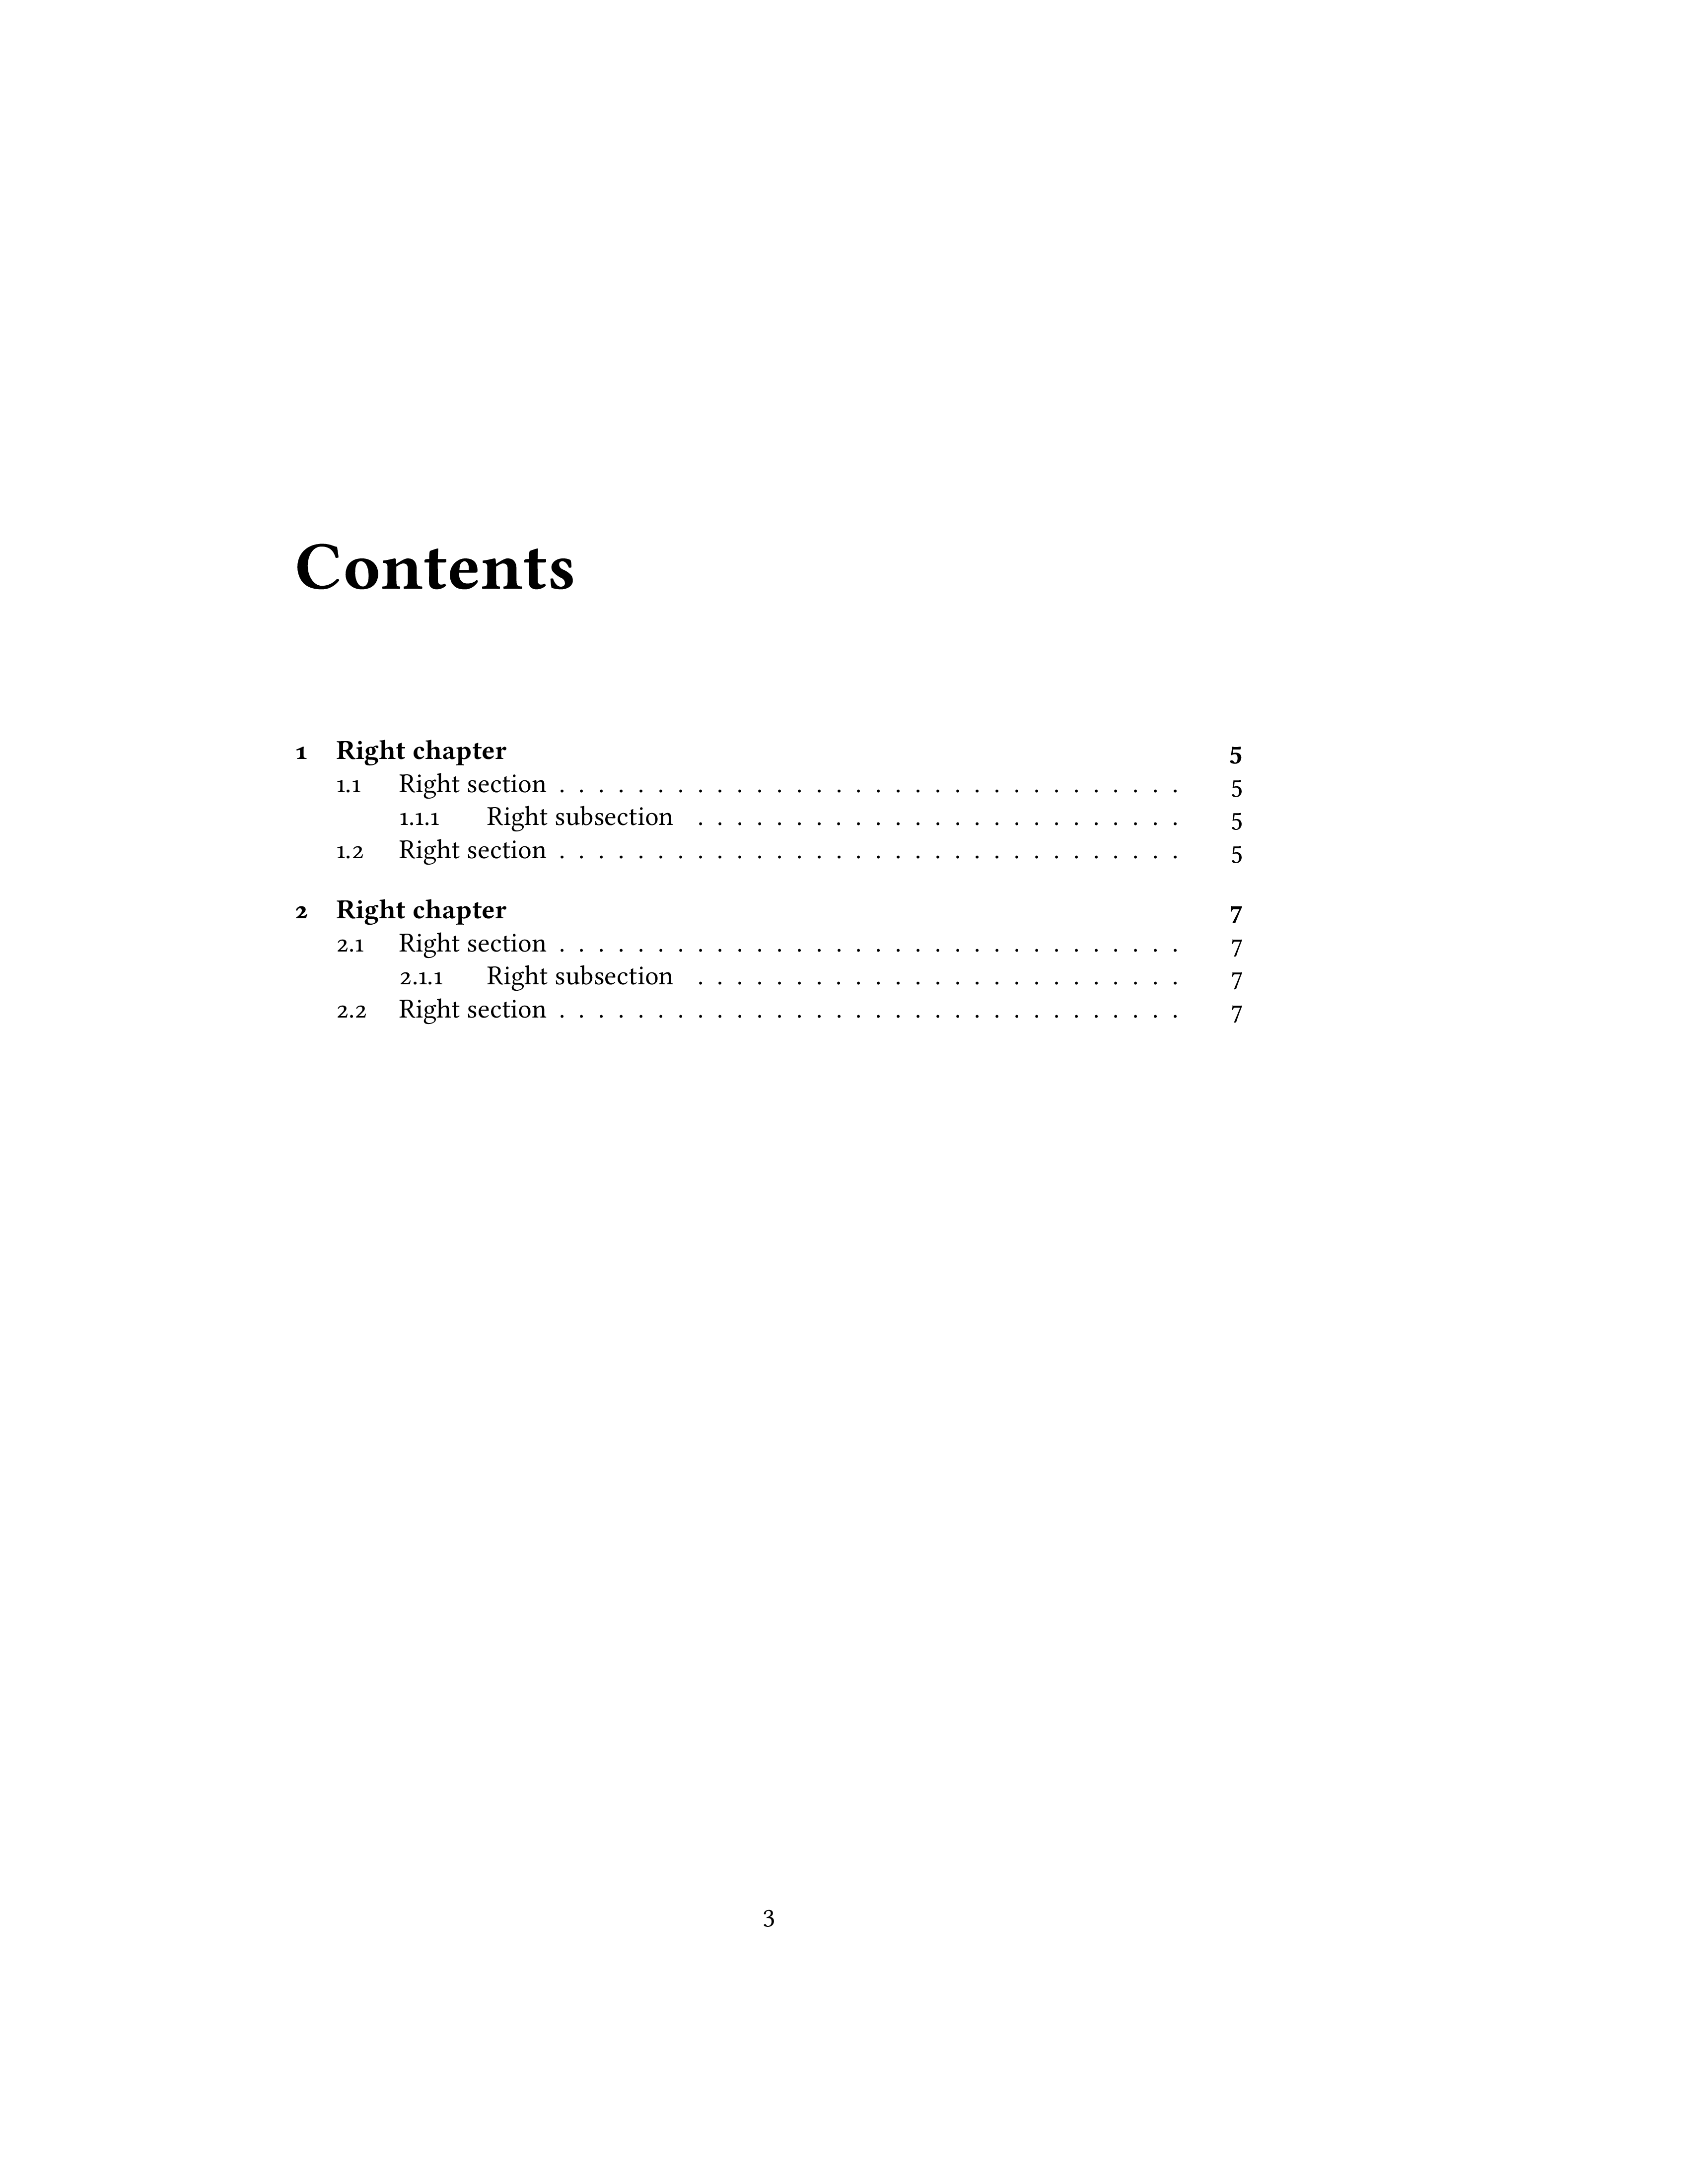 Contents
1 Right chapter 5
1.1 Right section . . . . . . . . . . . . . . . . . . . . . . . . . . . . . . . . 5
1.1.1 Right subsection . . . . . . . . . . . . . . . . . . . . . . . . . 5
1.2 Right section . . . . . . . . . . . . . . . . . . . . . . . . . . . . . . . . 5
2 Right chapter 7
2.1 Right section . . . . . . . . . . . . . . . . . . . . . . . . . . . . . . . . 7
2.1.1 Right subsection . . . . . . . . . . . . . . . . . . . . . . . . . 7
2.2 Right section . . . . . . . . . . . . . . . . . . . . . . . . . . . . . . . . 7
3